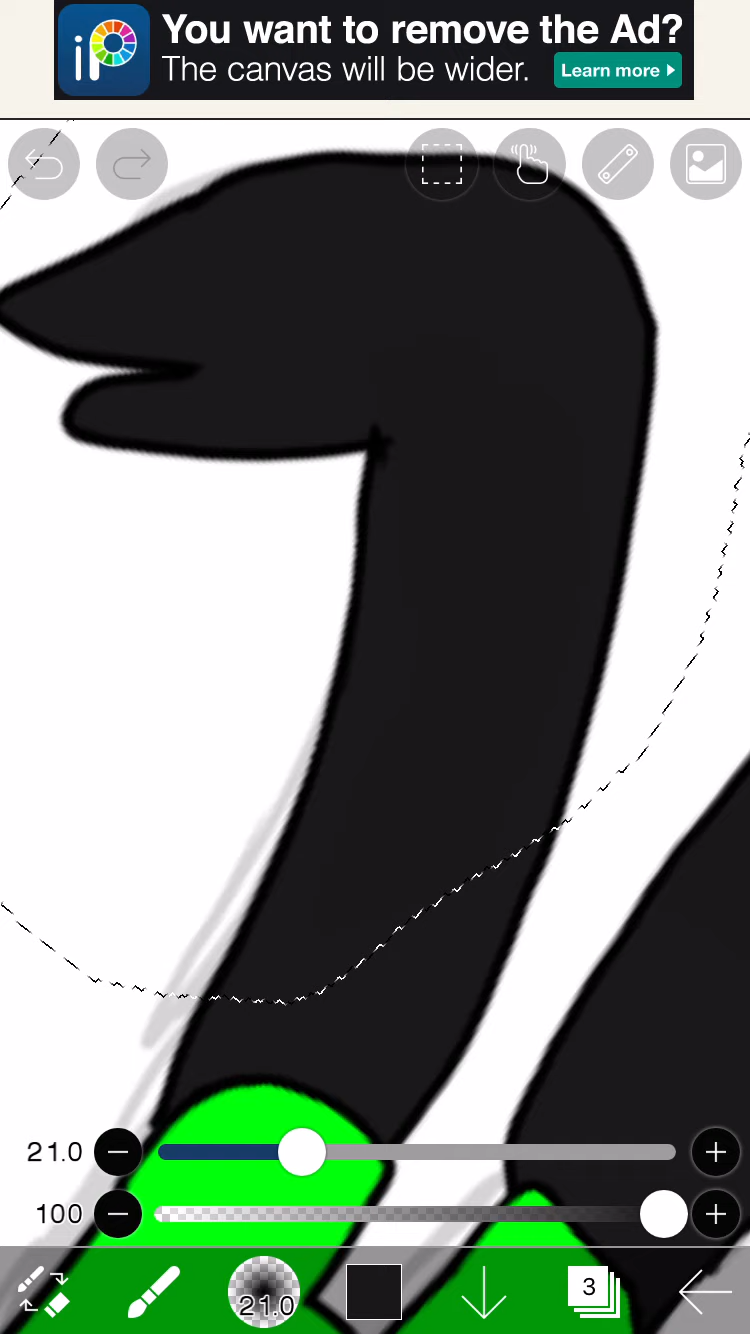 iP
You want to remove the Ad?
The canvas will be wider.
Learn more
21.0
100
21.0
3